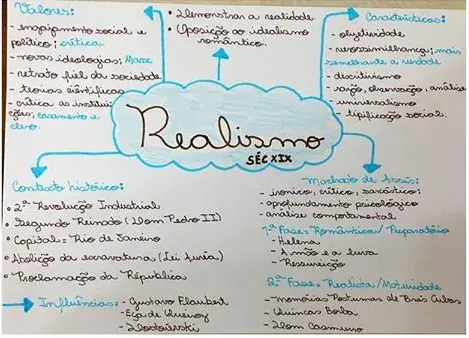 Valores:
- engajamento social e
político; críticas.
- novas ideologias; Marx
- retrato fiel da sociedade
- teorias científicas
- crítica as institui
ções; casamento e
clero.
• Demonstrar a realidade
• Oposição ao idealismo
romântico.
Características:
- objetividade
- verossimilhança; mais
semelhante a verdade
- descritivismo
- razão, observação, análise
- universalismo
- tipificação social.
Realismo
SÉC XIX
Contexto histórico:
• 2ª Revolução Industrial
• Segundo Reinado (Dom Pedro II)
• Capital = Rio de Janeiro
• Abolição da escravatura (Lei Áurea)
• Proclamação da República
Influências = - Gustavo Flaubert
- Eça de Queiroz
- Dostoiévski
Machado de Assis:
- irônico, crítico, sarcástico;
- aprofundamento psicológico
- análise comportamental
1ª Fase = Romântica / Preparatório
- Helena
- A mão e a luva
- Ressurreição
2ª Fase = Realista / Maturidade
- Memórias Póstumas de Brás Cubas
- Quincas Borba
- Dom Casmurro